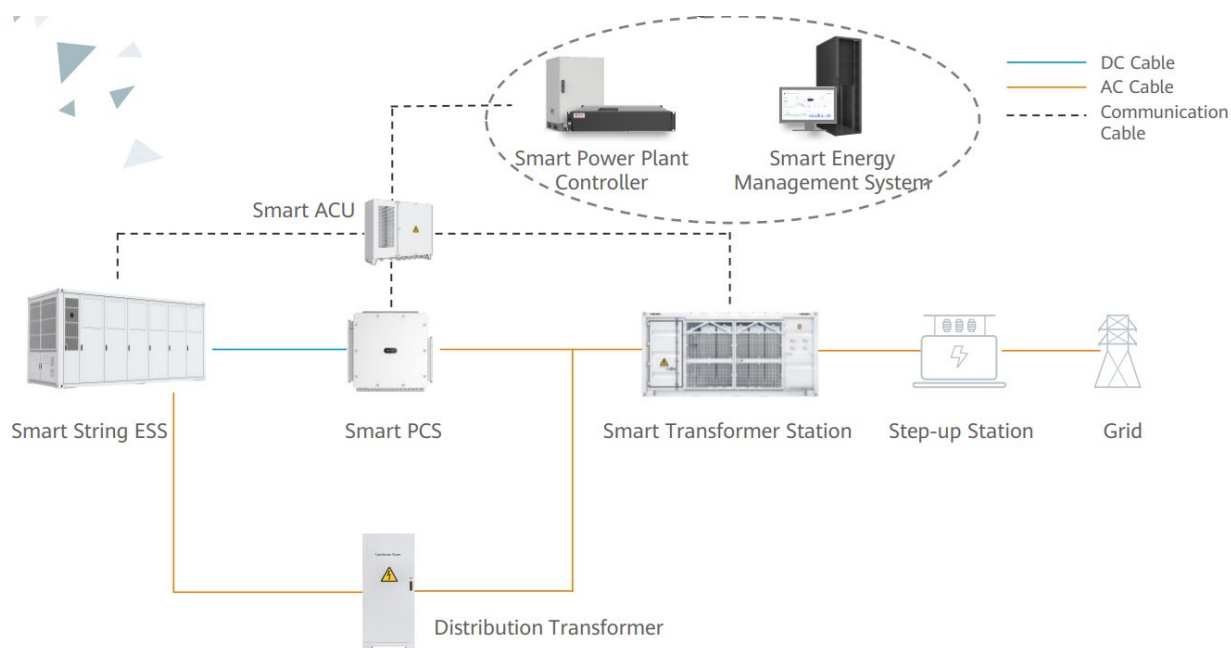 DC Cable
AC Cable
Communication
Cable
Smart Power Plant
Controller
Smart Energy
Management System
Smart ACU
Smart String ESS
Smart PCS
Smart Transformer Station
Step-up Station
Grid
Distribution Transformer